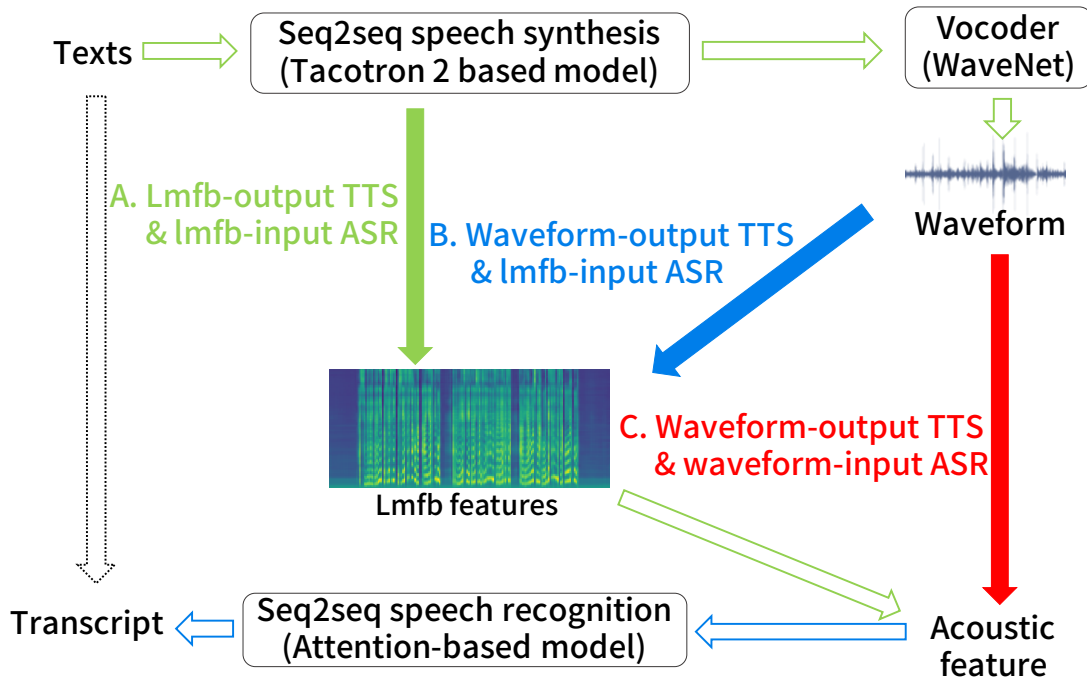 Texts
Seq2seq speech synthesis
(Tacotron 2 based model)
Vocoder
(WaveNet)
A. Lmfb-output TTS
& lmfb-input ASR
B. Waveform-output TTS
& lmfb-input ASR
Waveform
C. Waveform-output TTS
& waveform-input ASR
Lmfb features
Transcript
Seq2seq speech recognition
(Attention-based model)
Acoustic
feature